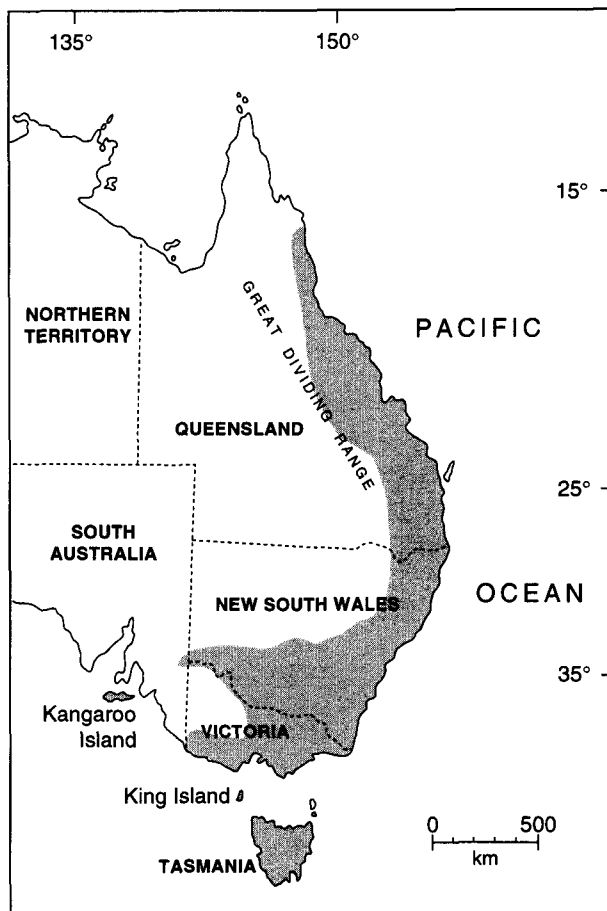 135°
150°
15°
NORTHERN
TERRITORY
GREAT DIVIDING RANGE
PACIFIC
QUEENSLAND
25°
SOUTH
AUSTRALIA
NEW SOUTH WALES
OCEAN
35°
Kangaroo
Island
VICTORIA
King Island
0 500
km
TASMANIA